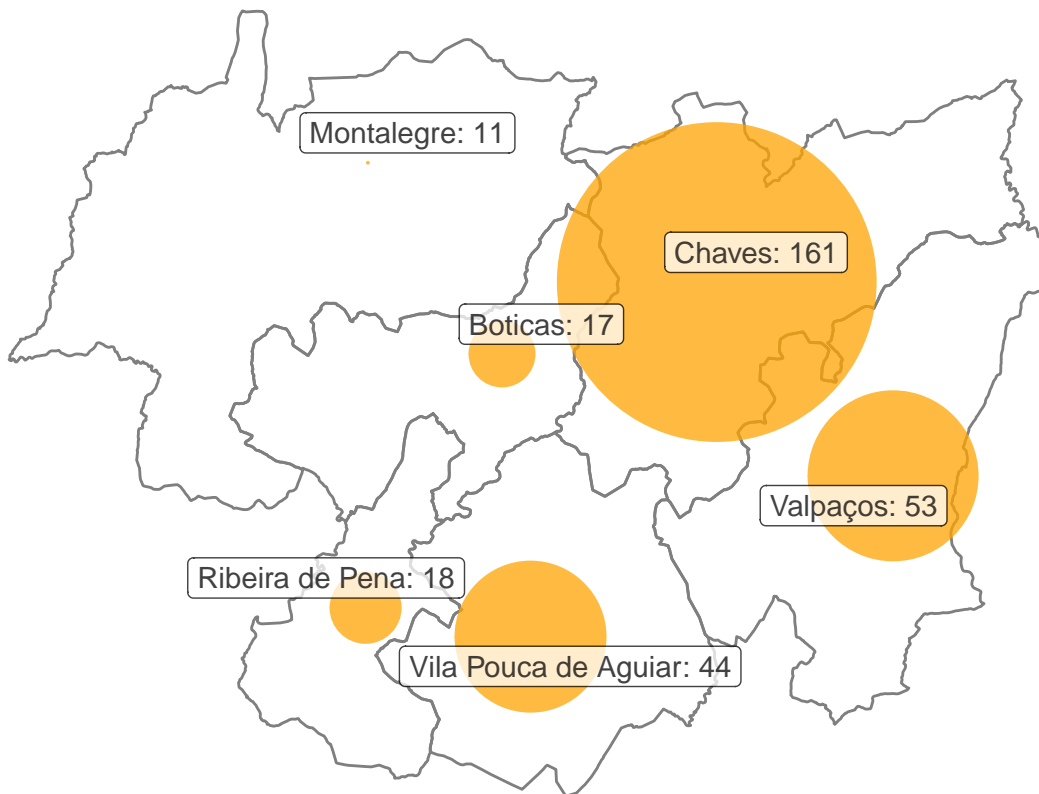 Montalegre: 11
Chaves: 161
Boticas: 17
Valpaços: 53
Ribeira de Pena: 18
Vila Pouca de Aguiar: 44